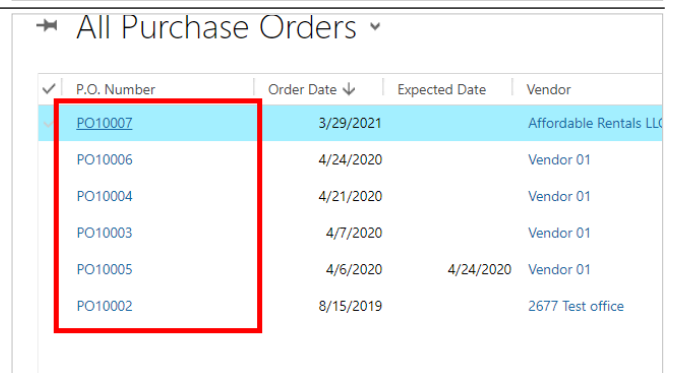 All Purchase Orders
P.O. Number Order Date Expected Date Vendor
PO10007 3/29/2021 Affordable Rentals LLC
PO10006 4/24/2020 Vendor 01
PO10004 4/21/2020 Vendor 01
PO10003 4/7/2020 Vendor 01
PO10005 4/6/2020 4/24/2020 Vendor 01
PO10002 8/15/2019 2677 Test office